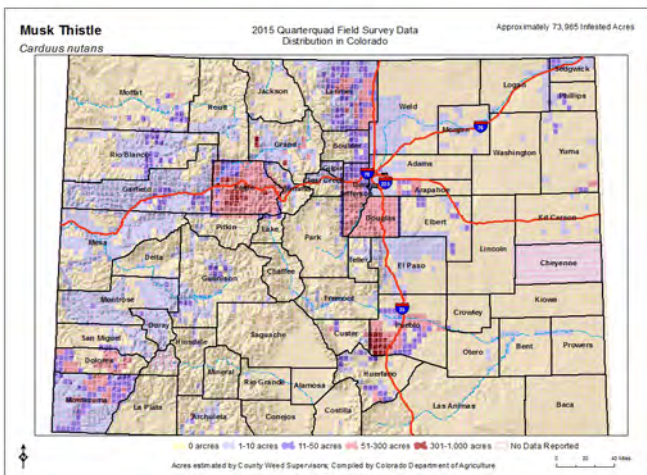 Musk Thistle
Carduus nutans
2015 Quarterquad Field Survey Data
Distribution in Colorado
Approximately 73,965 Infested Acres
Moffat
Routt
Jackson
Larimer
Weld
Logan
Sedgwick
Phillips
Morgan
Rio Blanco
Grand
Boulder
Washington
Yuma
Adama
Garfield
Eagle
Arapahoe
Douglas
Elbert
Kit Carson
Pitkin
Lake
Park
Mesa
Delta
Lincoln
Cheyenne
Gunnison
Chaffee
Teller
El Paso
Montrose
Fremont
Kiowa
Ouray
Crowley
San Miguel
Hinsdale
Saguache
Custer
Pueblo
Otero
Bent
Prowers
Dolores
Mineral
Huerfano
Rio Grande
Alamosa
Montezuma
La Plata
Archuleta
Conejos
Costilla
Las Animas
Baca
0 arcres 1-10 acres 11-50 acres 51-300 acres 301-1,000 acres No Data Reported
Acres estimated by County Weed Supervisors; Compiled by Colorado Department of Agriculture
0 20 40 Miles